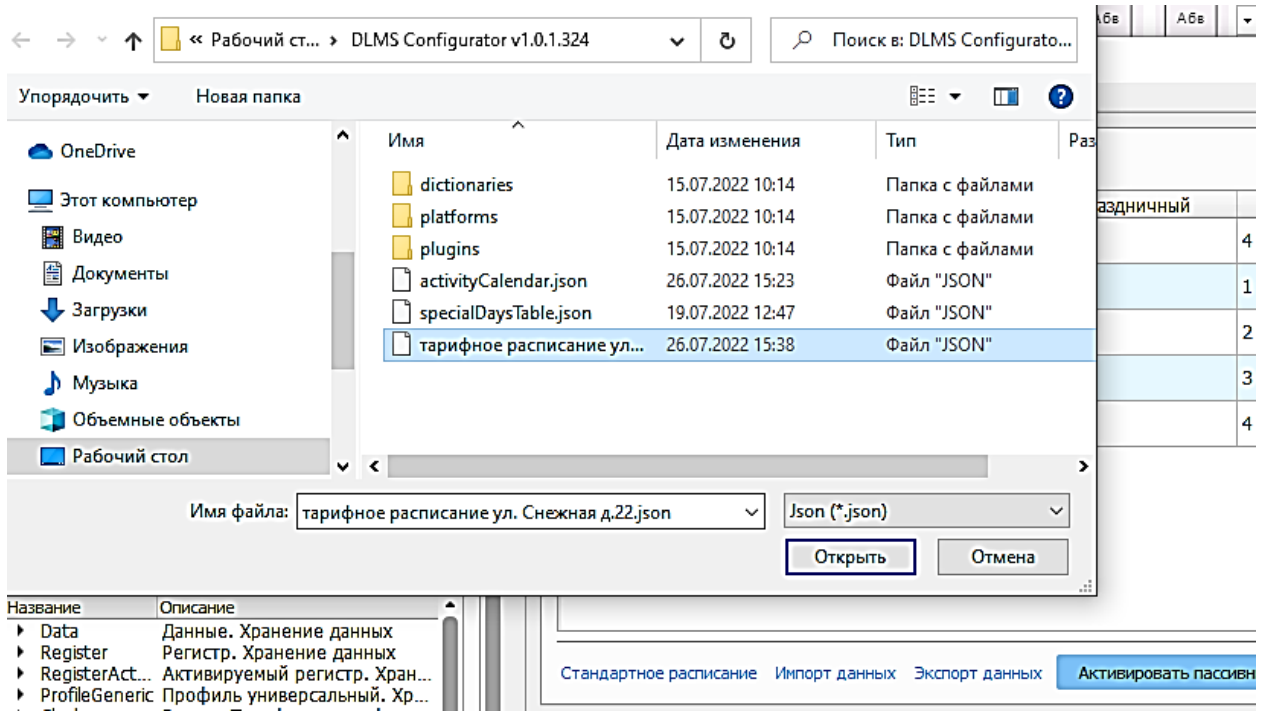 « Рабочий ст... › DLMS Configurator v1.0.1.324
Поиск в: DLMS Configurato...
Абв
Упорядочить
Новая папка
Имя
Дата изменения
Тип
Раз
OneDrive
Этот компьютер
Видео
Документы
Загрузки
Изображения
Музыка
Объемные объекты
Рабочий стол
dictionaries 15.07.2022 10:14 Папка с файлами
platforms 15.07.2022 10:14 Папка с файлами
plugins 15.07.2022 10:14 Папка с файлами
activityCalendar.json 26.07.2022 15:23 Файл "JSON"
specialDaysTable.json 19.07.2022 12:47 Файл "JSON"
тарифное расписание ул... 26.07.2022 15:38 Файл "JSON"
аздничный
4
1
2
3
4
Имя файла: тарифное расписание ул. Снежная д.22.json
Json (*.json)
Открыть
Отмена
Название Описание
Data Данные. Хранение данных
Register Регистр. Хранение данных
RegisterAct... Активируемый регистр. Хран...
ProfileGeneric Профиль универсальный. Хр...
Стандартное расписание Импорт данных Экспорт данных Активировать пассивн